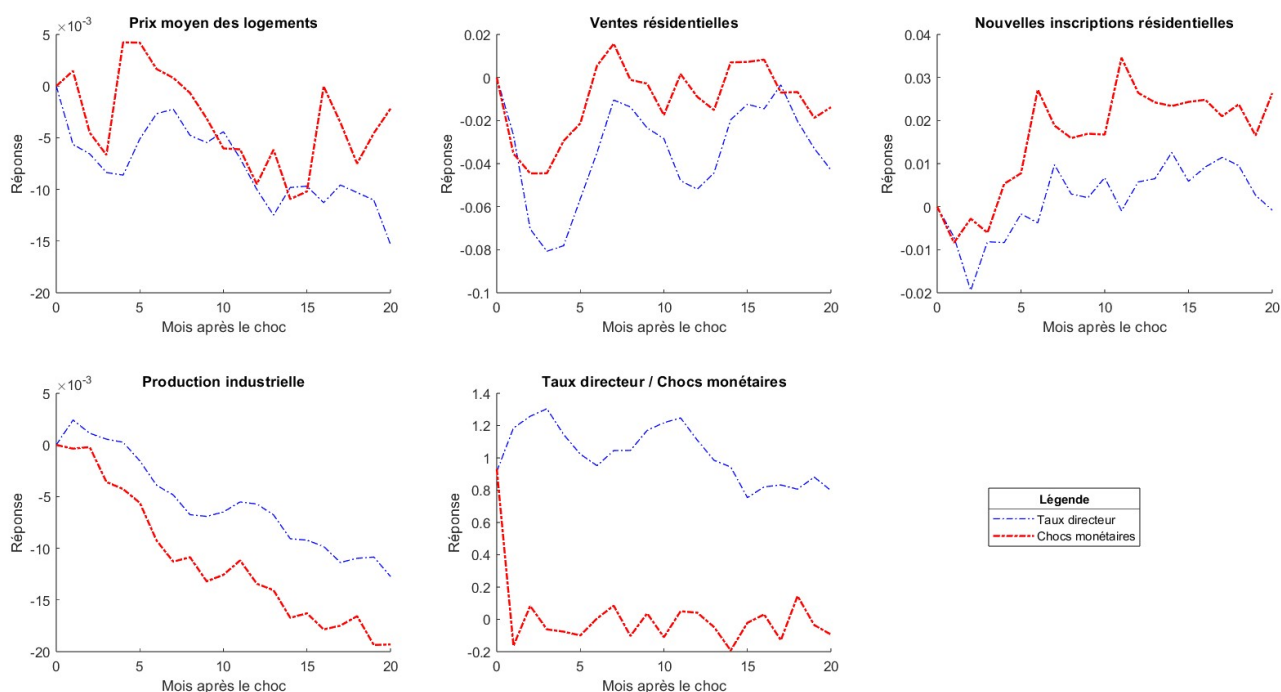 Prix moyen des logements
×10⁻³
5
0
-5
-10
-15
-20
Réponse
0 5 10 15 20
Mois après le choc
Ventes résidentielles
0.02
0
-0.02
-0.04
-0.06
-0.08
-0.1
Réponse
0 5 10 15 20
Mois après le choc
Nouvelles inscriptions résidentielles
0.04
0.03
0.02
0.01
0
-0.01
-0.02
Réponse
0 5 10 15 20
Mois après le choc
Production industrielle
×10⁻³
5
0
-5
-10
-15
-20
Réponse
0 5 10 15 20
Mois après le choc
Taux directeur / Chocs monétaires
1.4
1.2
1
0.8
0.6
0.4
0.2
0
-0.2
Réponse
0 5 10 15 20
Mois après le choc
Légende
Taux directeur
Chocs monétaires